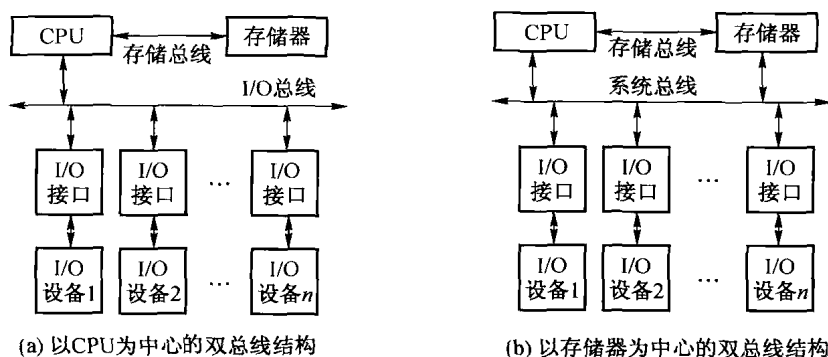 CPU
存储总线
存储器
I/O总线
I/O
接口
I/O
接口
…
I/O
接口
I/O
设备1
I/O
设备2
…
I/O
设备n
(a) 以CPU为中心的双总线结构
CPU
存储总线
存储器
系统总线
I/O
接口
I/O
接口
…
I/O
接口
I/O
设备1
I/O
设备2
…
I/O
设备n
(b) 以存储器为中心的双总线结构